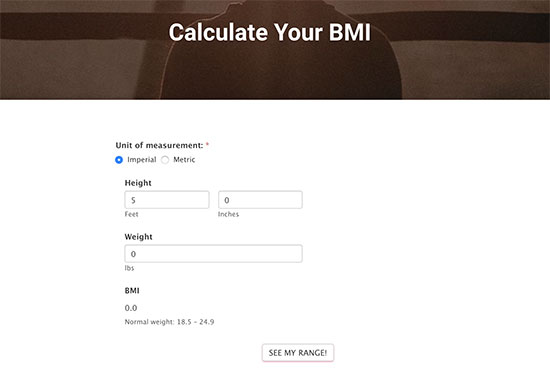 Calculate Your BMI
Unit of measurement: *
Imperial Metric
Height
5 0
Feet Inches
Weight
0
lbs
BMI
0.0
Normal weight: 18.5 – 24.9
SEE MY RANGE!